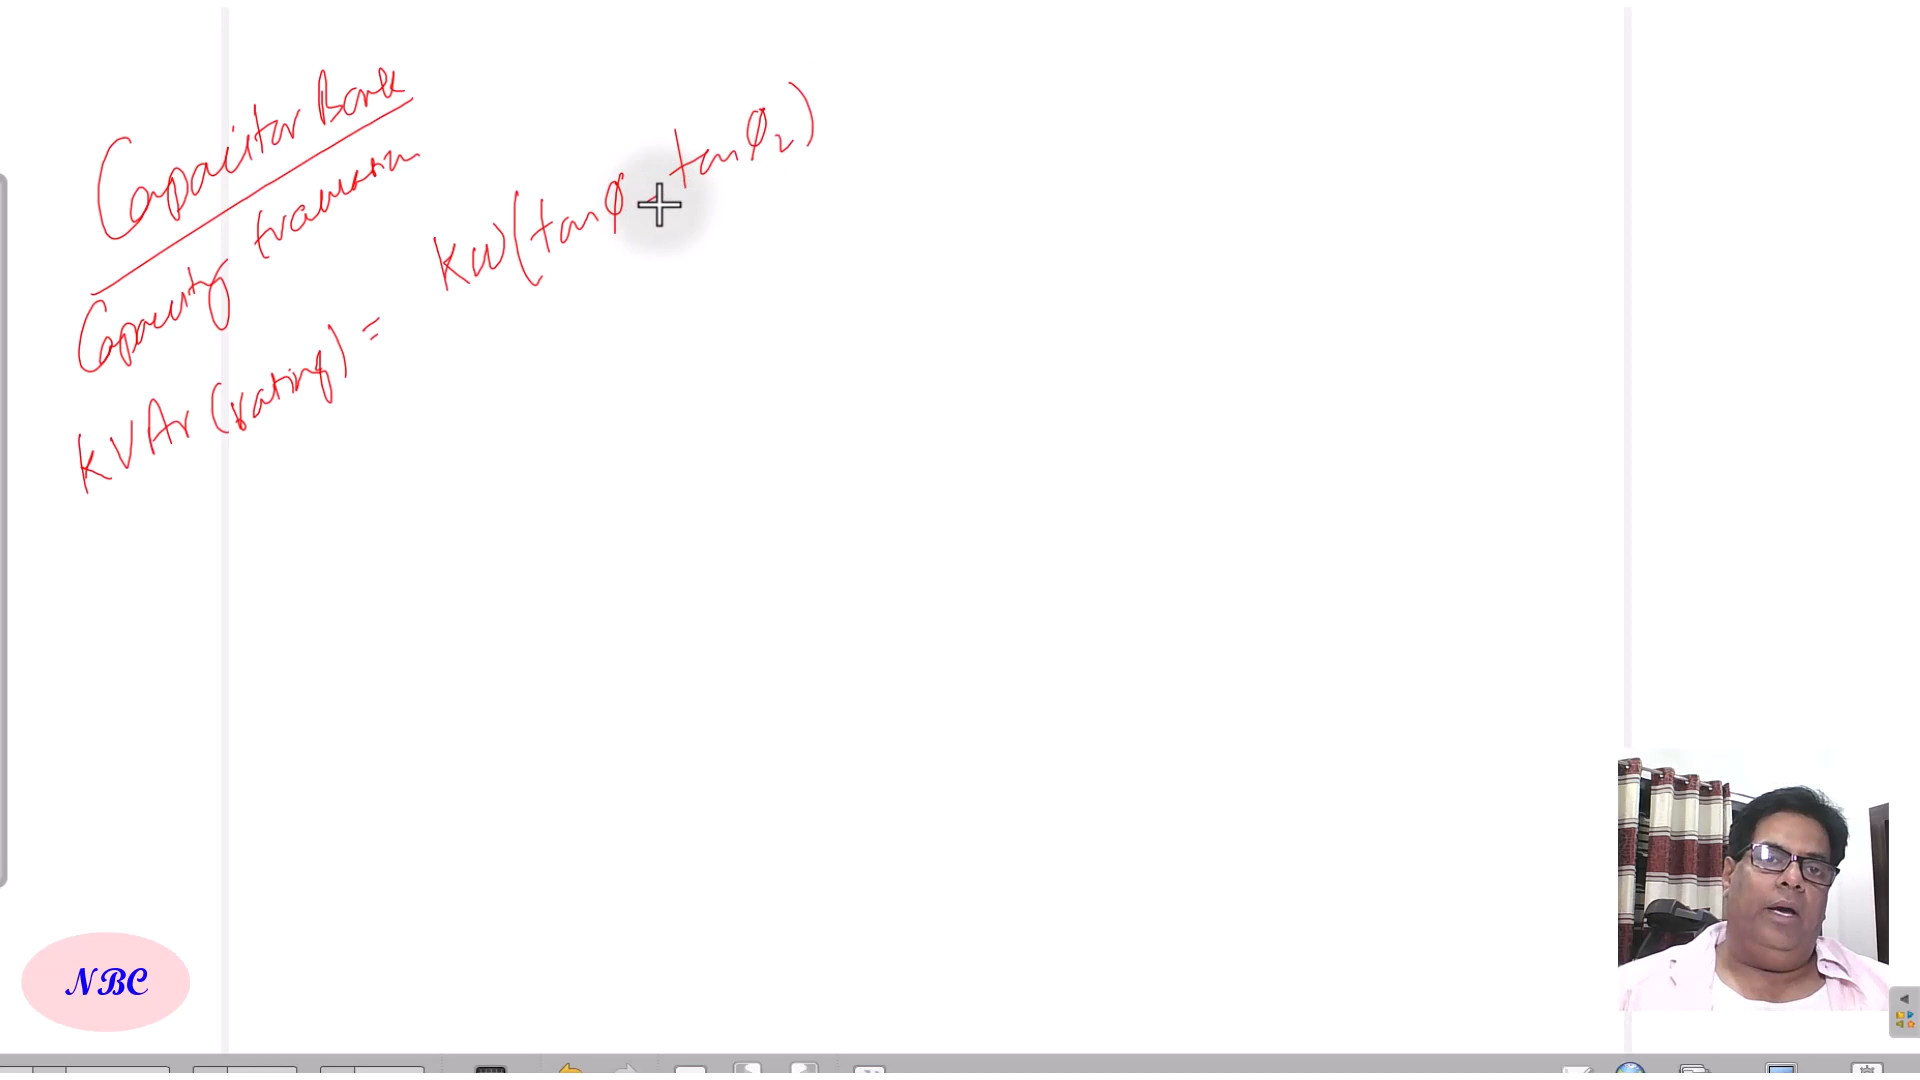 Capacitor Bank
Capacity Evaluation
KVAr (rating) = KW(tanϕ - tanϕ₂)
NBC